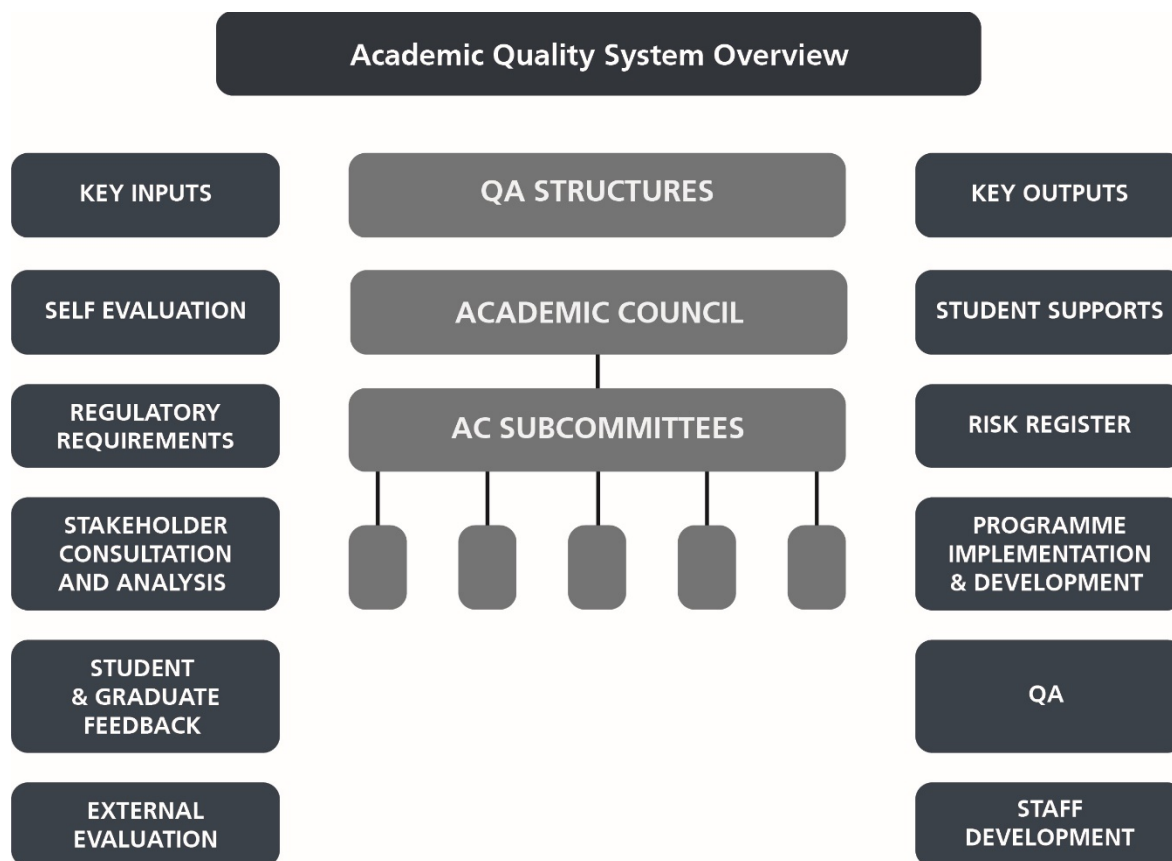 Academic Quality System Overview
KEY INPUTS
SELF EVALUATION
REGULATORY
REQUIREMENTS
STAKEHOLDER
CONSULTATION
AND ANALYSIS
STUDENT
& GRADUATE
FEEDBACK
EXTERNAL
EVALUATION
QA STRUCTURES
ACADEMIC COUNCIL
AC SUBCOMMITTEES
KEY OUTPUTS
STUDENT SUPPORTS
RISK REGISTER
PROGRAMME
IMPLEMENTATION
& DEVELOPMENT
QA
STAFF
DEVELOPMENT